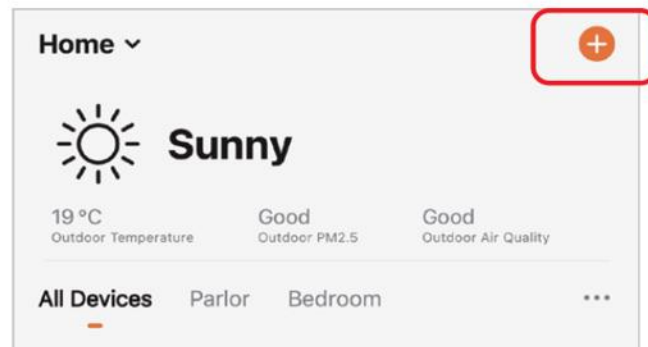 Home
Sunny
19 °C Good Good
Outdoor Temperature Outdoor PM2.5 Outdoor Air Quality
All Devices Parlor Bedroom